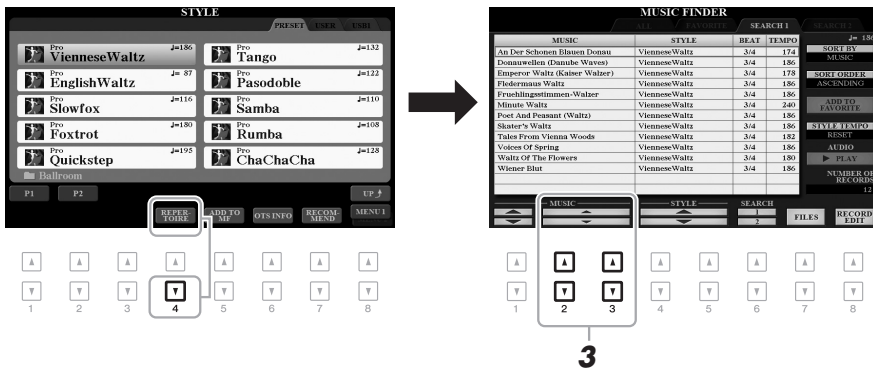 STYLE
PRESET USER USB1
Pro
VienneseWaltz ♩=186
Pro
Tango ♩=132
Pro
EnglishWaltz ♩= 87
Pro
Pasodoble ♩=122
Pro
Slowfox ♩=116
Pro
Samba ♩=110
Pro
Foxtrot ♩=180
Pro
Rumba ♩=108
Pro
Quickstep ♩=195
Pro
ChaChaCha ♩=128
Ballroom
P1 P2 UP
REPER-
TOIRE
ADD TO
MF
OTS INFO
RECOM-
MEND
MENU 1
1 2 3 4 5 6 7 8
MUSIC FINDER
ALL FAVORITE SEARCH 1 SEARCH 2
MUSIC STYLE BEAT TEMPO
An Der Schonen Blauen Donau VienneseWaltz 3/4 174
Donauwellen (Danube Waves) VienneseWaltz 3/4 186
Emperor Waltz (Kaiser Walzer) VienneseWaltz 3/4 178
Fledermaus Waltz VienneseWaltz 3/4 186
Fruehlingsstimmen-Walzer VienneseWaltz 3/4 186
Minute Waltz VienneseWaltz 3/4 240
Poet And Peasant (Waltz) VienneseWaltz 3/4 186
Skater's Waltz VienneseWaltz 3/4 186
Tales From Vienna Woods VienneseWaltz 3/4 182
Voices Of Spring VienneseWaltz 3/4 186
Waltz Of The Flowers VienneseWaltz 3/4 180
Wiener Blut VienneseWaltz 3/4 186
♩= 186
SORT BY
MUSIC
SORT ORDER
ASCENDING
ADD TO
FAVORITE
STYLE TEMPO
RESET
AUDIO
PLAY
NUMBER OF
RECORDS
12
MUSIC STYLE SEARCH
1
2
FILES
RECORD
EDIT
1 2 3 4 5 6 7 8
3